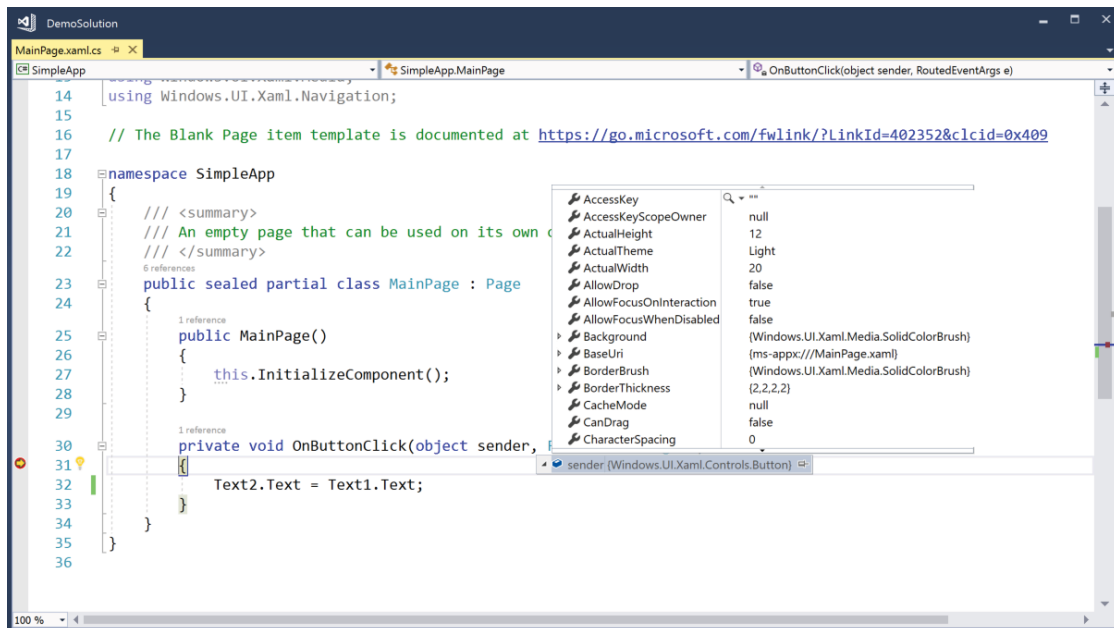 DemoSolution
MainPage.xaml.cs
SimpleApp
SimpleApp.MainPage
OnButtonClick(object sender, RoutedEventArgs e)
14 using Windows.UI.Xaml.Navigation;
15
16 // The Blank Page item template is documented at https://go.microsoft.com/fwlink/?LinkId=402352&clcid=0x409
17
18 namespace SimpleApp
19 {
20 /// <summary>
21 /// An empty page that can be used on its own
22 /// </summary>
6 references
23 public sealed partial class MainPage : Page
24 {
1 reference
25 public MainPage()
26 {
27 this.InitializeComponent();
28 }
29
1 reference
30 private void OnButtonClick(object sender,
31 {
32 Text2.Text = Text1.Text;
33 }
34 }
35 }
36
AccessKey ""
AccessKeyScopeOwner null
ActualHeight 12
ActualTheme Light
ActualWidth 20
AllowDrop false
AllowFocusOnInteraction true
AllowFocusWhenDisabled false
Background {Windows.UI.Xaml.Media.SolidColorBrush}
BaseUri {ms-appx:///MainPage.xaml}
BorderBrush {Windows.UI.Xaml.Media.SolidColorBrush}
BorderThickness {2,2,2,2}
CacheMode null
CanDrag false
CharacterSpacing 0
sender {Windows.UI.Xaml.Controls.Button}
100 %